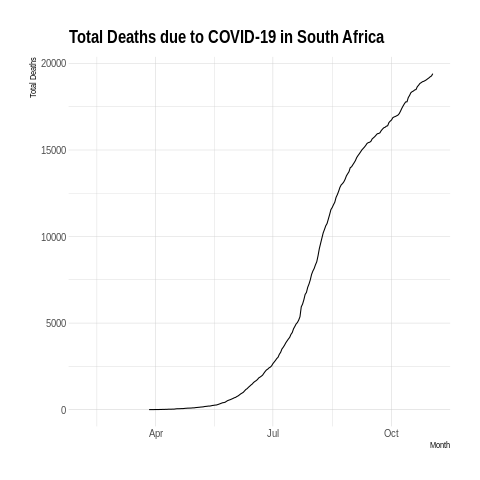 Total Deaths due to COVID-19 in South Africa
Total Deaths
20000
15000
10000
5000
0
Apr Jul Oct
Month